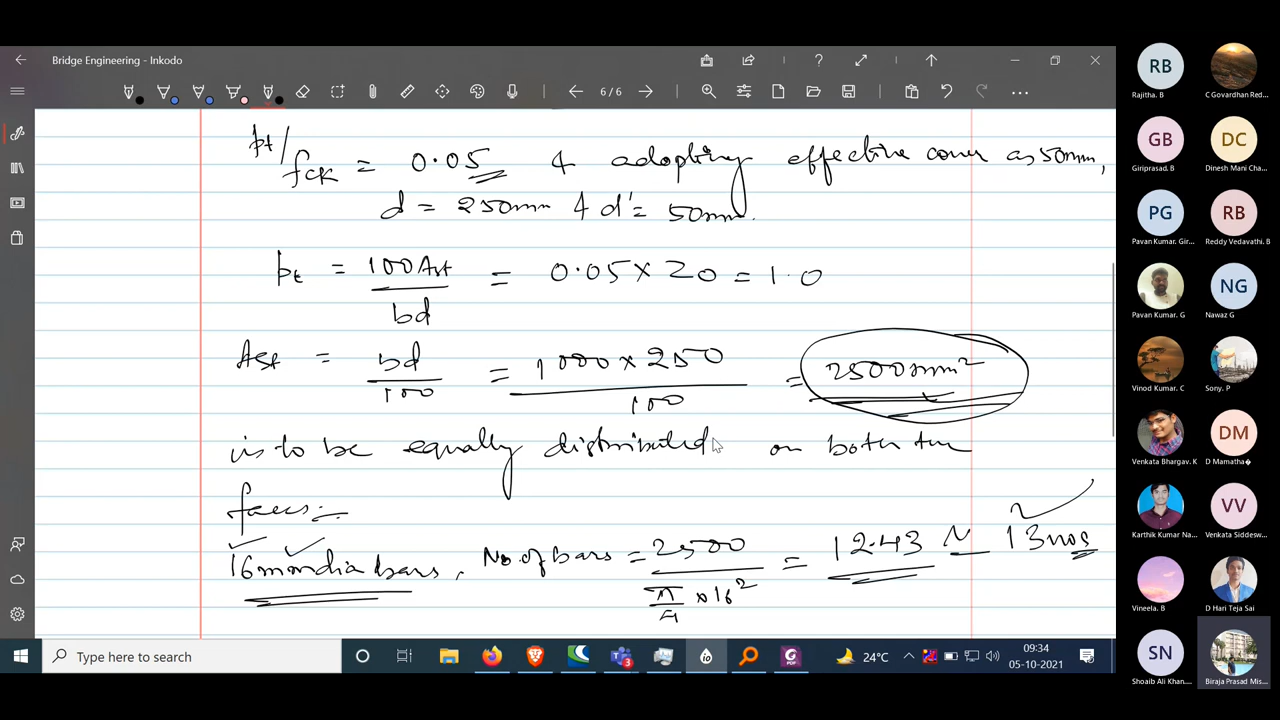 Bridge Engineering - Inkodo
6/6
pt/fck = 0.05 & adopting effective cover as 50mm,
d = 250mm & d' = 50mm.
pt = 100Ast/bd = 0.05 × 20 = 1.0
Ast = bd/100 = 1000 × 250/100 = 2500mm²
is to be equally distributed on both the
faces.
16mm dia bars, No. of bars = 2500/π/4 × 16² = 12.43 ≈ 13nos
RB
Rajitha. B
C Govardhan Red...
GB
Giriprasad. B
DC
Dinesh Mani Cha...
PG
Pavan Kumar. Gir...
RB
Reddy Vedavathi. B
Pavan Kumar. G
NG
Nawaz G
Vinod Kumar. C
Sony. P
Venkata Bhargav. K
DM
D Mamatha�
Karthik Kumar Na...
VV
Venkata Siddesw...
Vineela. B
D Hari Teja Sai
SN
Shoaib Ali Khan....
Biraja Prasad Mis...
Type here to search
24°C
09:34
05-10-2021